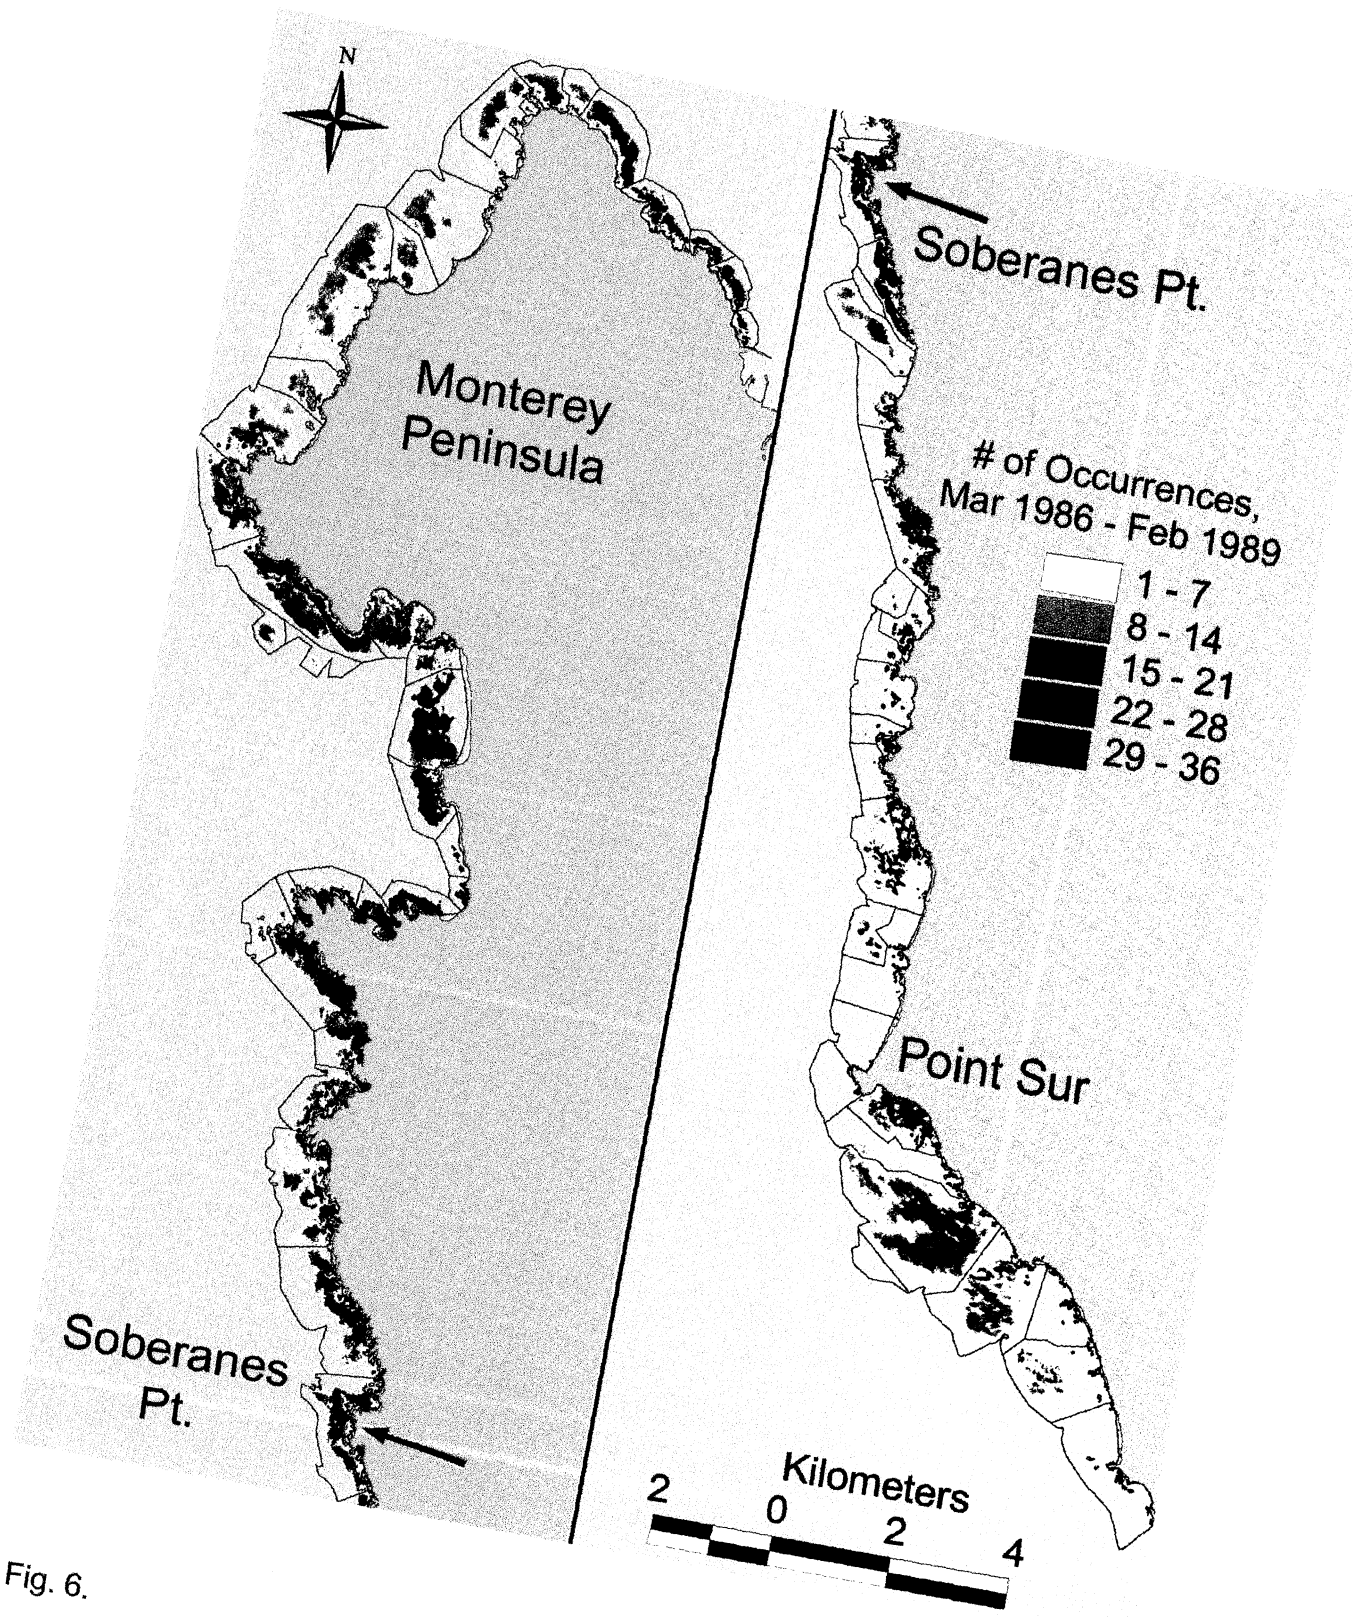 N
Monterey
Peninsula
Soberanes
Pt.
Soberanes Pt.
# of Occurrences,
Mar 1986 - Feb 1989
1 - 7
8 - 14
15 - 21
22 - 28
29 - 36
Point Sur
Kilometers
2 0 2 4
Fig. 6.